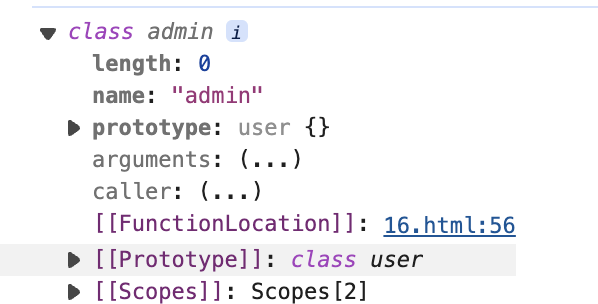 class admin i
length: 0
name: "admin"
prototype: user {}
arguments: (...)
caller: (...)
[[FunctionLocation]]: 16.html:56
[[Prototype]]: class user
[[Scopes]]: Scopes[2]